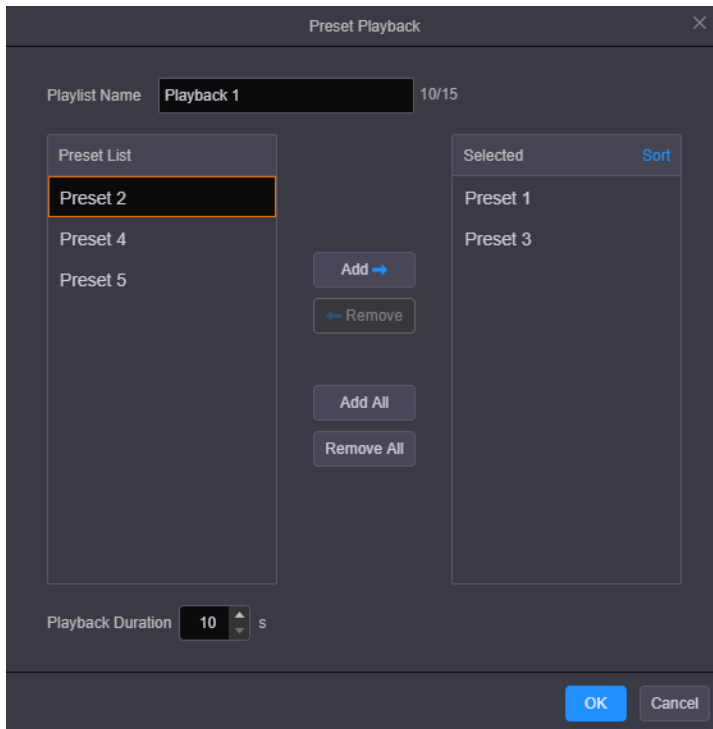 Preset Playback
Playlist Name Playback 1 10/15
Preset List
Preset 2
Preset 4
Preset 5
Add
Remove
Add All
Remove All
Selected Sort
Preset 1
Preset 3
Playback Duration 10 s
OK Cancel